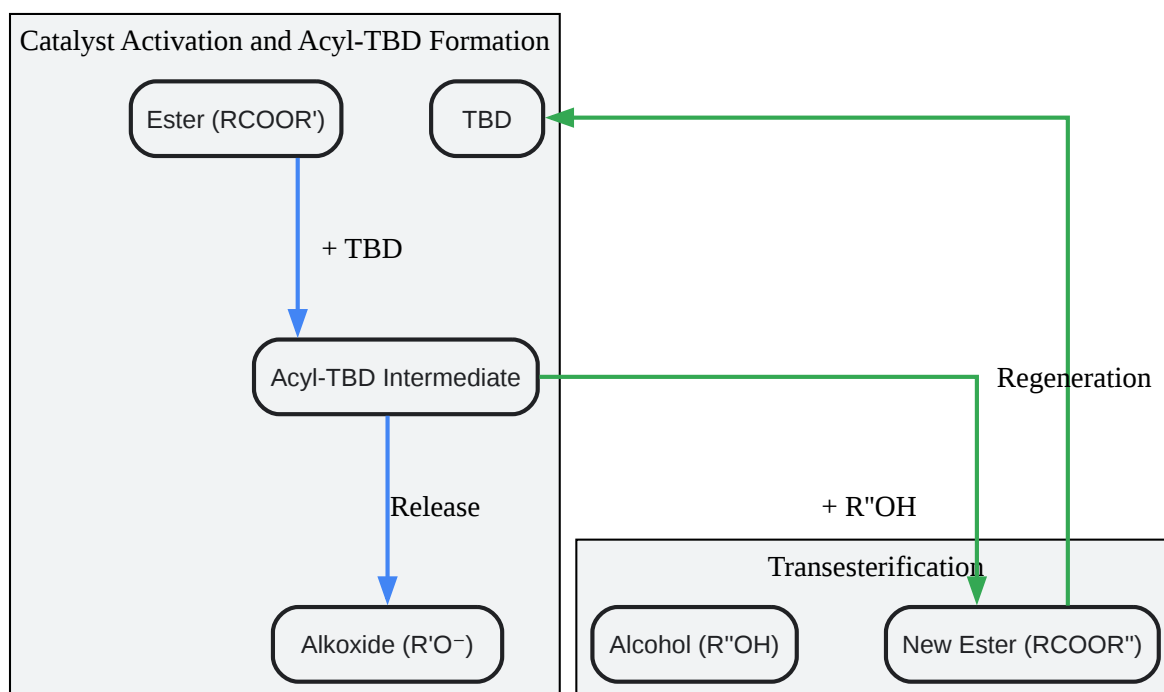 Catalyst Activation and Acyl-TBD Formation
Ester (RCOOR')
TBD
+ TBD
Acyl-TBD Intermediate
Regeneration
Release
+ R"OH
Transesterification
Alkoxide (R'O⁻)
Alcohol (R"OH)
New Ester (RCOOR")